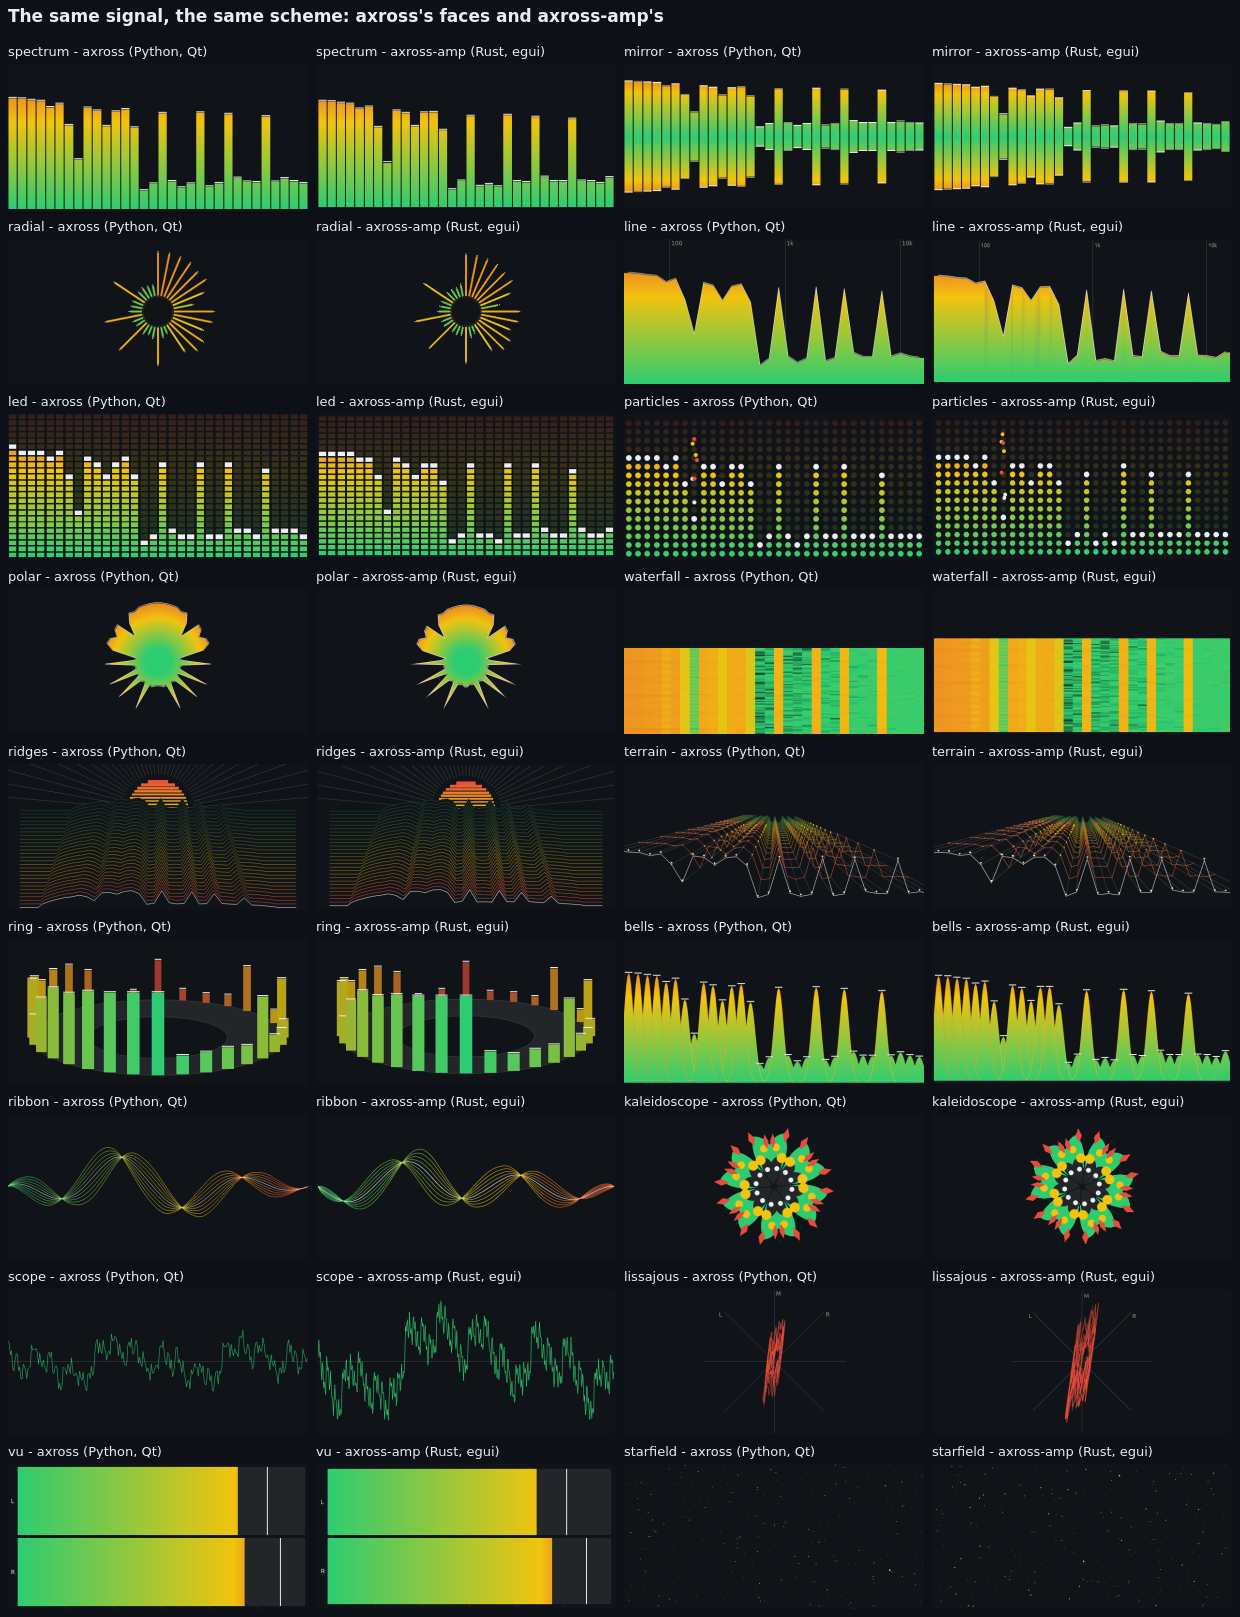 The same signal, the same scheme: axross's faces and axross-amp's
spectrum - axross (Python, Qt)
spectrum - axross-amp (Rust, egui)
mirror - axross (Python, Qt)
mirror - axross-amp (Rust, egui)
radial - axross (Python, Qt)
radial - axross-amp (Rust, egui)
line - axross (Python, Qt)
line - axross-amp (Rust, egui)
100
1k
10k
100
1k
10k
led - axross (Python, Qt)
led - axross-amp (Rust, egui)
particles - axross (Python, Qt)
particles - axross-amp (Rust, egui)
polar - axross (Python, Qt)
polar - axross-amp (Rust, egui)
waterfall - axross (Python, Qt)
waterfall - axross-amp (Rust, egui)
ridges - axross (Python, Qt)
ridges - axross-amp (Rust, egui)
terrain - axross (Python, Qt)
terrain - axross-amp (Rust, egui)
ring - axross (Python, Qt)
ring - axross-amp (Rust, egui)
bells - axross (Python, Qt)
bells - axross-amp (Rust, egui)
ribbon - axross (Python, Qt)
ribbon - axross-amp (Rust, egui)
kaleidoscope - axross (Python, Qt)
kaleidoscope - axross-amp (Rust, egui)
scope - axross (Python, Qt)
scope - axross-amp (Rust, egui)
lissajous - axross (Python, Qt)
lissajous - axross-amp (Rust, egui)
M
L
R
M
L
R
vu - axross (Python, Qt)
vu - axross-amp (Rust, egui)
starfield - axross (Python, Qt)
starfield - axross-amp (Rust, egui)
L
L
R
R